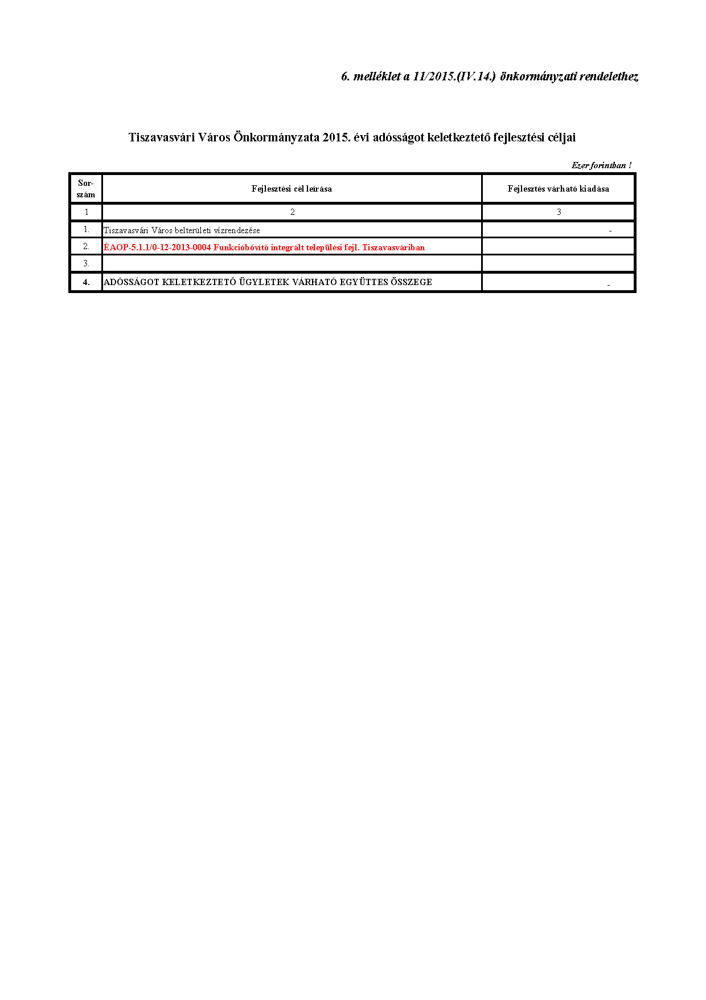 6. melléklet a 11/2015.(IV.14.) önkormányzati rendelethez
Tiszavasvári Város Önkormányzata 2015. évi adósságot keletkeztető fejlesztési céljai
Ezer forintban !
Sor-
szám
Fejlesztési cél leírása
Fejlesztés várható kiadása
1 2 3
1. Tiszavasvári Város belterületi vízrendezése -
2. ÉAOP-5.1.1/0-12-2013-0004 Funkcióbővítő integrált települési fejl. Tiszavasváriban
3.
4. ADÓSSÁGOT KELETKEZTETŐ ÜGYLETEK VÁRHATÓ EGYÜTTES ÖSSZEGE -